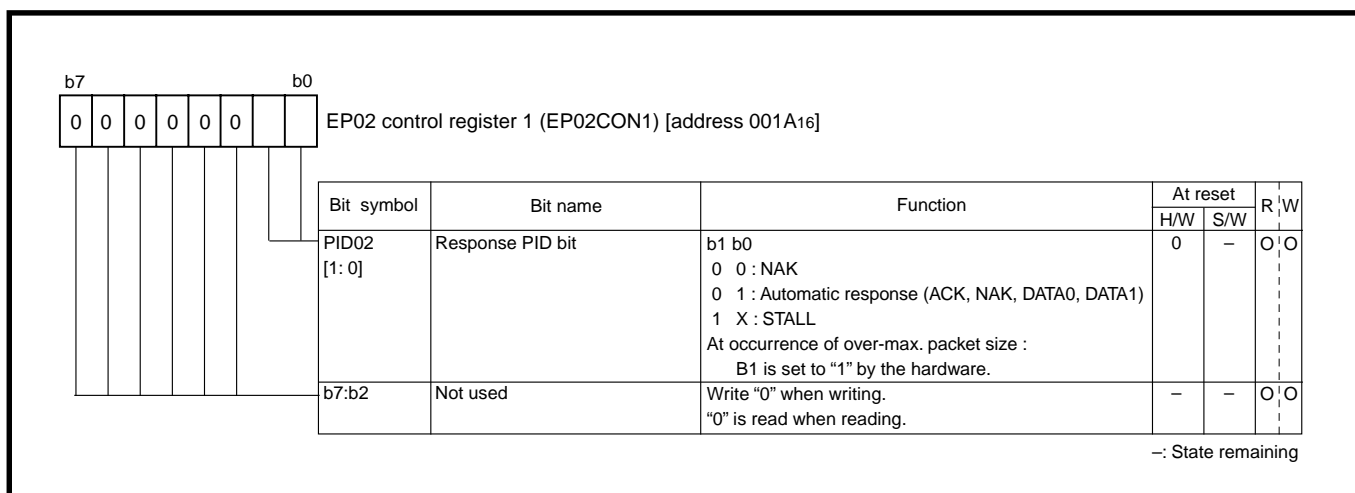 b7 b0
0 0 0 0 0 0 EP02 control register 1 (EP02CON1) [address 001A16]
Bit symbol Bit name Function At reset R W
H/W S/W
PID02 Response PID bit b1 b0 0 – O O
[1: 0] 0 0 : NAK
0 1 : Automatic response (ACK, NAK, DATA0, DATA1)
1 X : STALL
At occurrence of over-max. packet size :
B1 is set to “1” by the hardware.
b7:b2 Not used Write “0” when writing. – – O O
“0” is read when reading.
–: State remaining